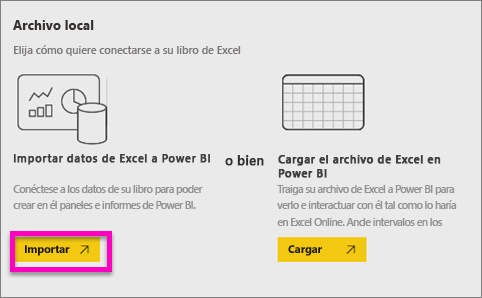 Archivo local
Elija cómo quiere conectarse a su libro de Excel
Importar datos de Excel a Power BI
o bien
Cargar el archivo de Excel en
Power BI
Conéctese a los datos de su libro para poder
crear en él paneles e informes de Power BI.
Traiga su archivo de Excel a Power BI para
verlo e interactuar con él tal como lo haría
en Excel Online. Ande intervalos en los
Importar
Cargar